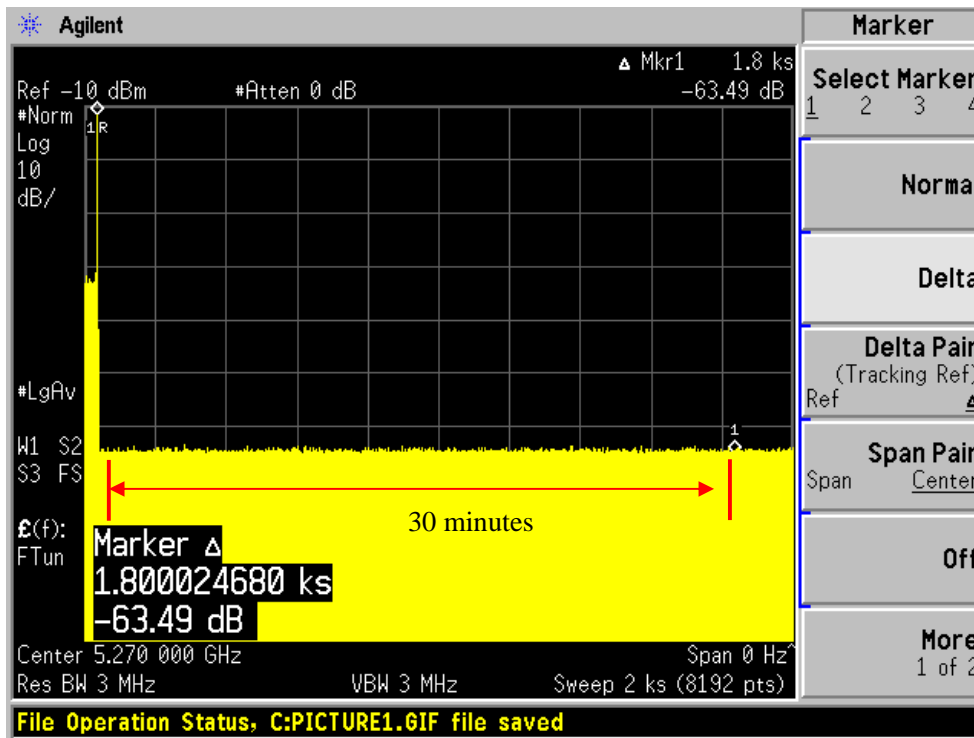 Agilent
Marker
Δ Mkr1 1.8 ks
Ref -10 dBm #Atten 0 dB -63.49 dB
#Norm
Log
10
dB/
1R
#LgAv
1
W1 S2
S3 FS
£(f):
FTun
30 minutes
Marker Δ
1.800024680 ks
-63.49 dB
Center 5.270 000 GHz Span 0 Hz^
Res BW 3 MHz VBW 3 MHz Sweep 2 ks (8192 pts)
File Operation Status, C:PICTURE1.GIF file saved
Select Marker
1 2 3 4
Norma
Delta
Delta Pair
(Tracking Ref)
Ref Δ
Span Pair
Span Center
Off
More
1 of 2